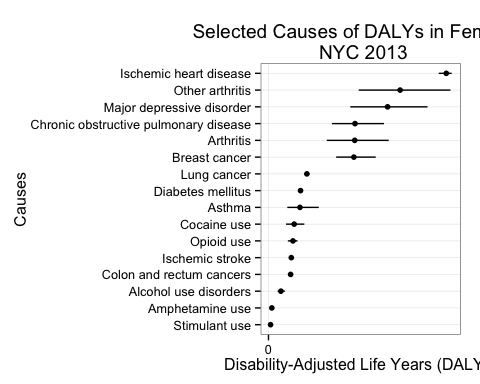 Selected Causes of DALYs in
NYC 2013
Ischemic heart disease
Other arthritis
Major depressive disorder
Chronic obstructive pulmonary disease
Arthritis
Breast cancer
Lung cancer
Diabetes mellitus
Asthma
Cocaine use
Opioid use
Ischemic stroke
Colon and rectum cancers
Alcohol use disorders
Amphetamine use
Stimulant use
Causes
0
Disability-Adjusted Life Years